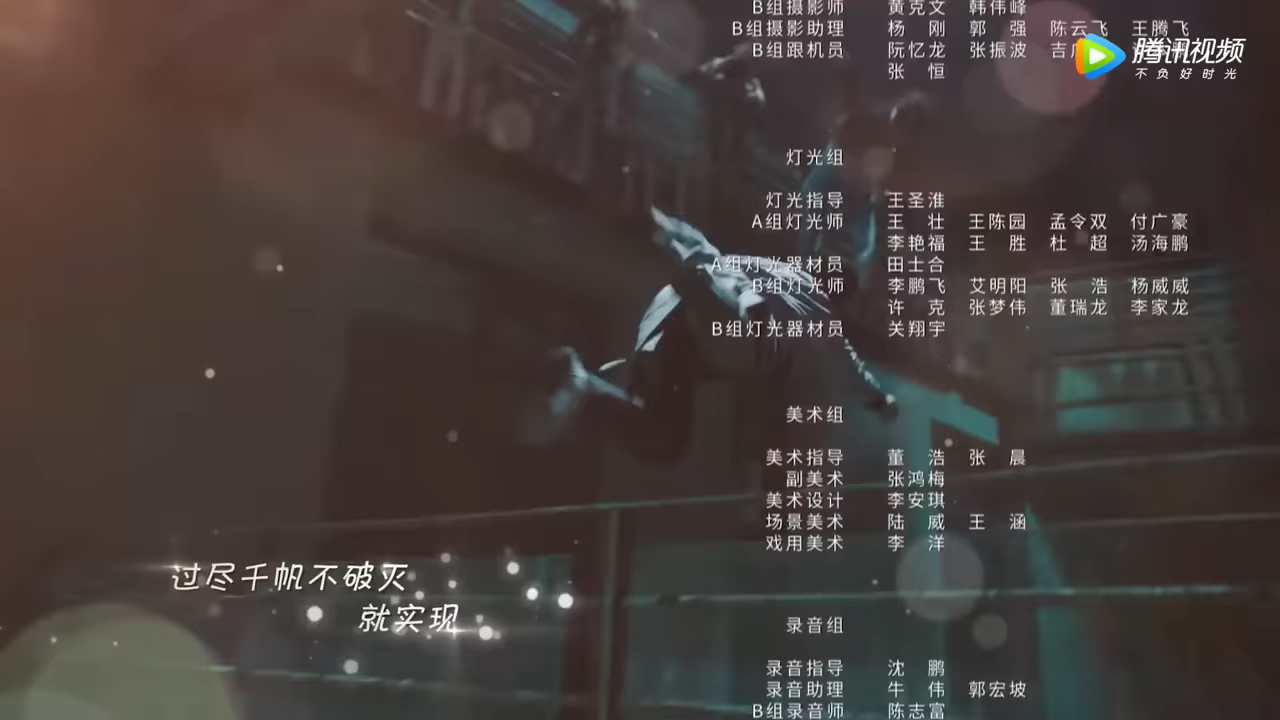 B组摄影师 黄克文 韩伟峰
B组摄影助理 杨刚 郭强 陈云飞 王腾飞
B组跟机员 阮忆龙 张振波
张恒
腾讯视频
不负好时光
灯光组
灯光指导 王圣淮
A组灯光师 王壮 王陈园 孟令双 付广豪
李艳福 王胜 杜超 汤海鹏
A组灯光器材员 田士合
B组灯光师 李鹏飞 艾明阳 张浩 杨威威
许克 张梦伟 董瑞龙 李家龙
B组灯光器材员 关翔宇
美术组
美术指导 董浩 张晨
副美术 张鸿梅
美术设计 李安琪
场景美术 陆威 王涵
戏用美术 李洋
过尽千帆不破灭
就实现
录音组
录音指导 沈鹏
录音助理 牛伟 郭宏坡
B组录音师 陈志富